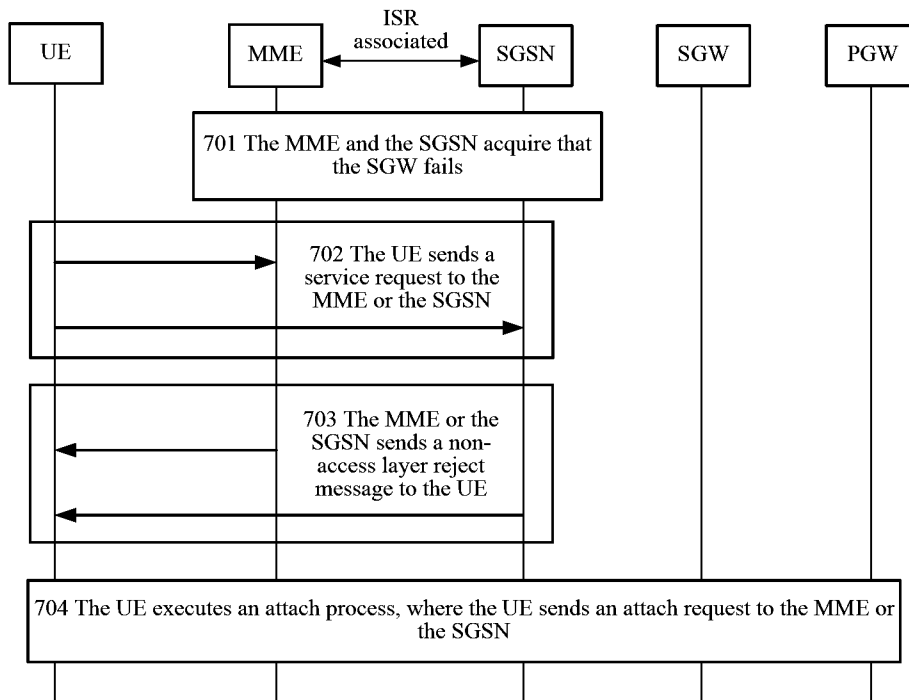 ISR
associated
UE
MME
SGSN
SGW
PGW
701 The MME and the SGSN acquire that
the SGW fails
702 The UE sends a
service request to the
MME or the SGSN
703 The MME or the
SGSN sends a non-
access layer reject
message to the UE
704 The UE executes an attach process, where the UE sends an attach request to the MME or
the SGSN